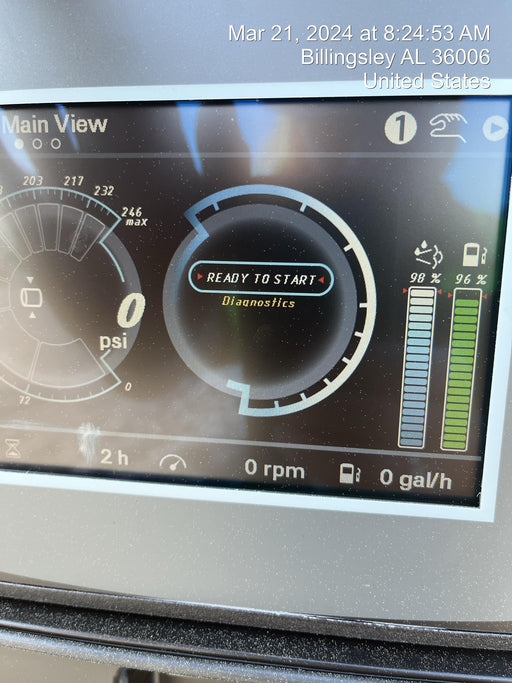 Mar 21, 2024 at 8:24:53 AM
Billingsley AL 36006
United States
Main View
1
203
217
232
246
max
READY TO START
Diagnostics
98 %
96 %
0
psi
72
0
2 h
0 rpm
0 gal/h